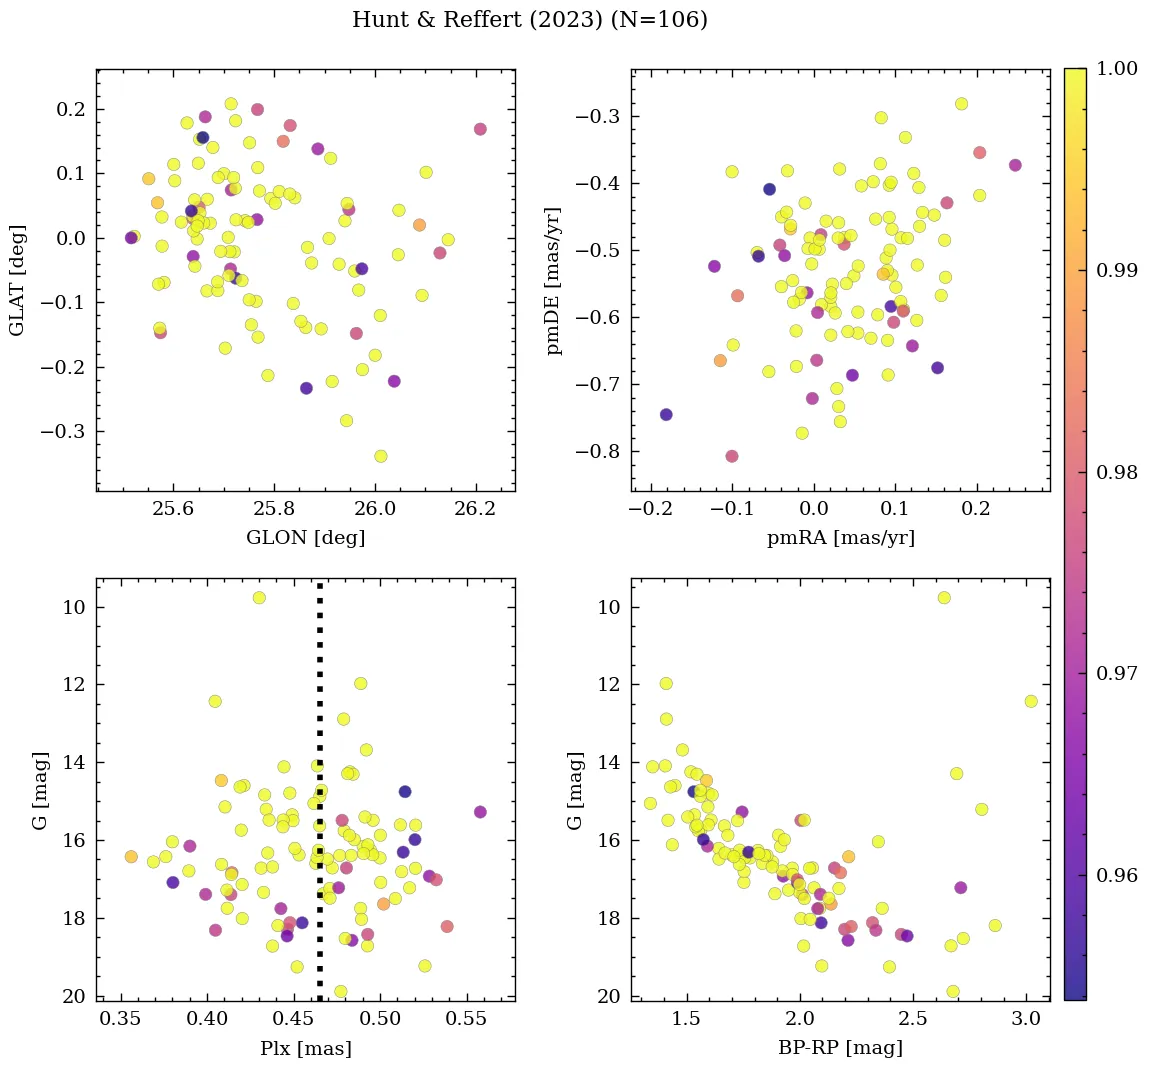 Hunt & Reffert (2023) (N=106)
0.2
0.1
0.0
−0.1
−0.2
−0.3
GLAT [deg]
25.6 25.8 26.0 26.2
GLON [deg]
−0.3
−0.4
−0.5
−0.6
−0.7
−0.8
pmDE [mas/yr]
−0.2 −0.1 0.0 0.1 0.2
pmRA [mas/yr]
10
12
14
16
18
20
G [mag]
0.35 0.40 0.45 0.50 0.55
Plx [mas]
10
12
14
16
18
20
G [mag]
1.5 2.0 2.5 3.0
BP-RP [mag]
1.00
0.99
0.98
0.97
0.96